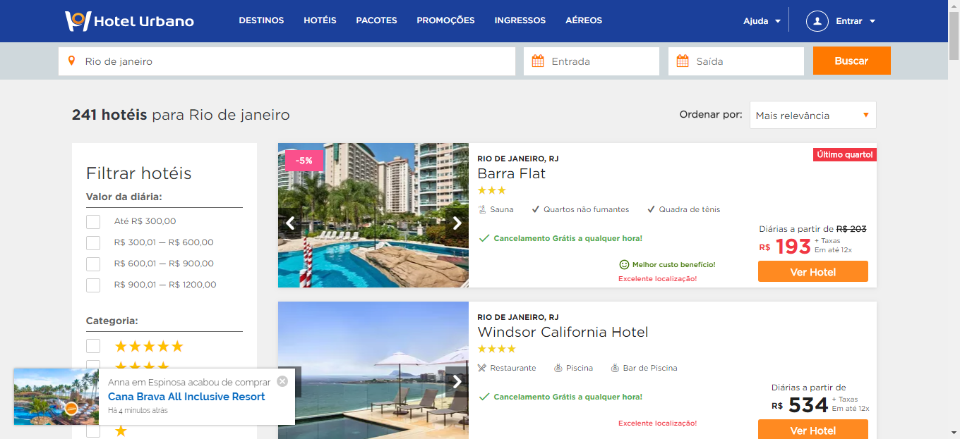 Hotel Urbano
DESTINOS HOTÉIS PACOTES PROMOÇÕES INGRESSOS AÉREOS
Ajuda
Entrar
Rio de janeiro
Entrada
Saída
Buscar
241 hotéis para Rio de janeiro
Ordenar por:
Mais relevância
Filtrar hotéis
Valor da diária:
Até R$ 300,00
R$ 300,01 — R$ 600,00
R$ 600,01 — R$ 900,00
R$ 900,01 — R$ 1200,00
Categoria:
-5%
RIO DE JANEIRO, RJ
Último quarto!
Barra Flat
Sauna
Quartos não fumantes
Quadra de tênis
Cancelamento Grátis a qualquer hora!
Melhor custo benefício!
Excelente localização!
Diárias a partir de R$ 203
R$ 193 + Taxas
Em até 12x
Ver Hotel
RIO DE JANEIRO, RJ
Windsor California Hotel
Restaurante
Piscina
Bar de Piscina
Cancelamento Grátis a qualquer hora!
Excelente localização!
Diárias a partir de
R$ 534 + Taxas
Em até 12x
Ver Hotel
Anna em Espinosa acabou de comprar
Cana Brava All Inclusive Resort
Há 4 minutos atrás